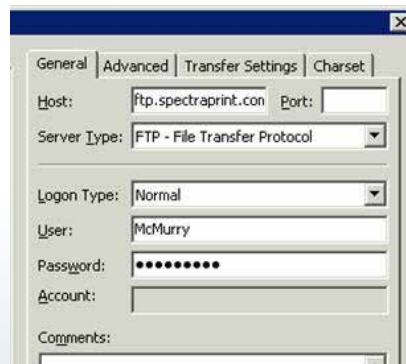 General Advanced Transfer Settings Charset
Host: ftp.spectraprint.con Port:
Server Type: FTP - File Transfer Protocol
Logon Type: Normal
User: McMurry
Password: ●●●●●●●●●
Account:
Comments: